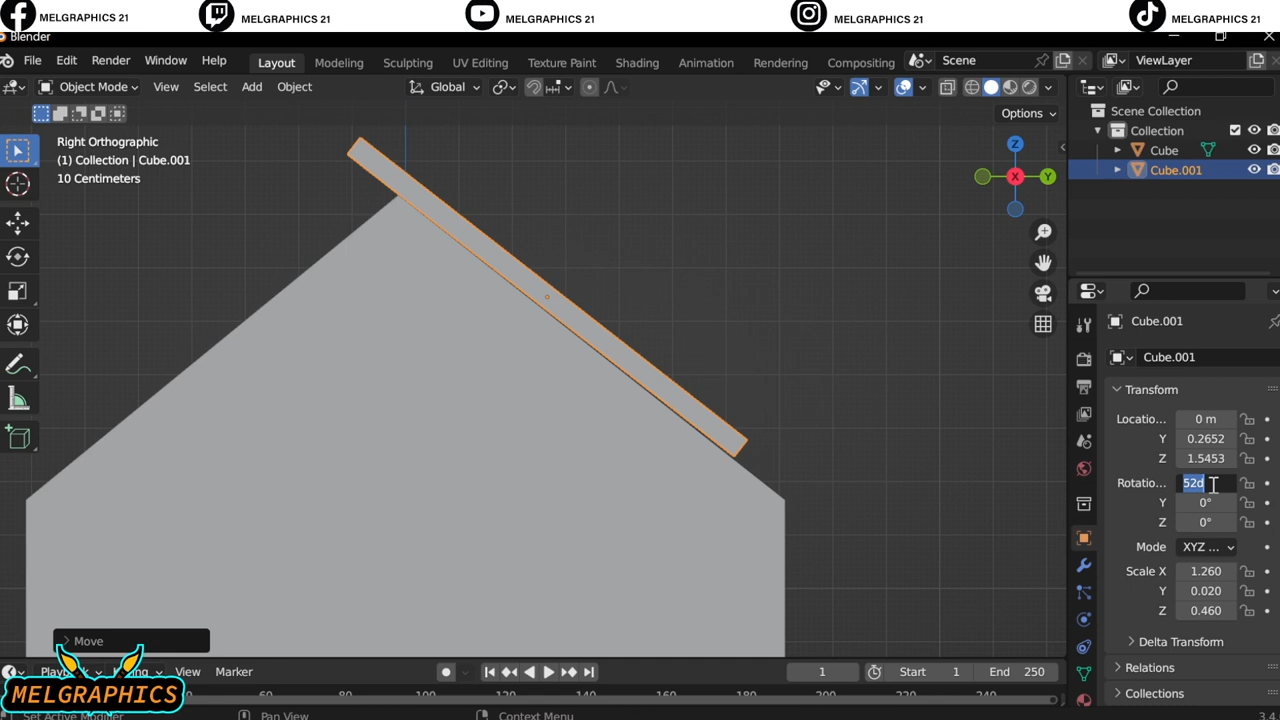 MELGRAPHICS 21 MELGRAPHICS 21 MELGRAPHICS 21 MELGRAPHICS 21 MELGRAPHICS 21
Blender
File Edit Render Window Help Layout Modeling Sculpting UV Editing Texture Paint Shading Animation Rendering Compositing Scene ViewLayer
Object Mode View Select Add Object Global
Options
Right Orthographic
(1) Collection | Cube.001
10 Centimeters
Z
X
Y
Scene Collection
Collection
Cube
Cube.001
Cube.001
Cube.001
Transform
Locatio... 0 m
Y 0.2652
Z 1.5453
Rotatio... 52d
Y 0°
Z 0°
Mode XYZ ...
Scale X 1.260
Y 0.020
Z 0.460
Delta Transform
Relations
Collections
Move
View Marker 1 Start 1 End 250
60 80 100 120 140 160 180 200 220 240
MELGRAPHICS
Set Active Modifier Pan View Context Menu 3.4